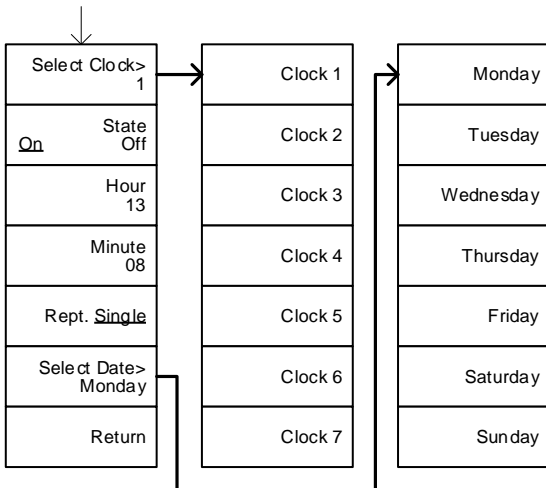 Select Clock>
1
State
On Off
Hour
13
Minute
08
Rept. Single
Select Date>
Monday
Return
Clock 1
Clock 2
Clock 3
Clock 4
Clock 5
Clock 6
Clock 7
Monday
Tuesday
Wednesday
Thursday
Friday
Saturday
Sunday